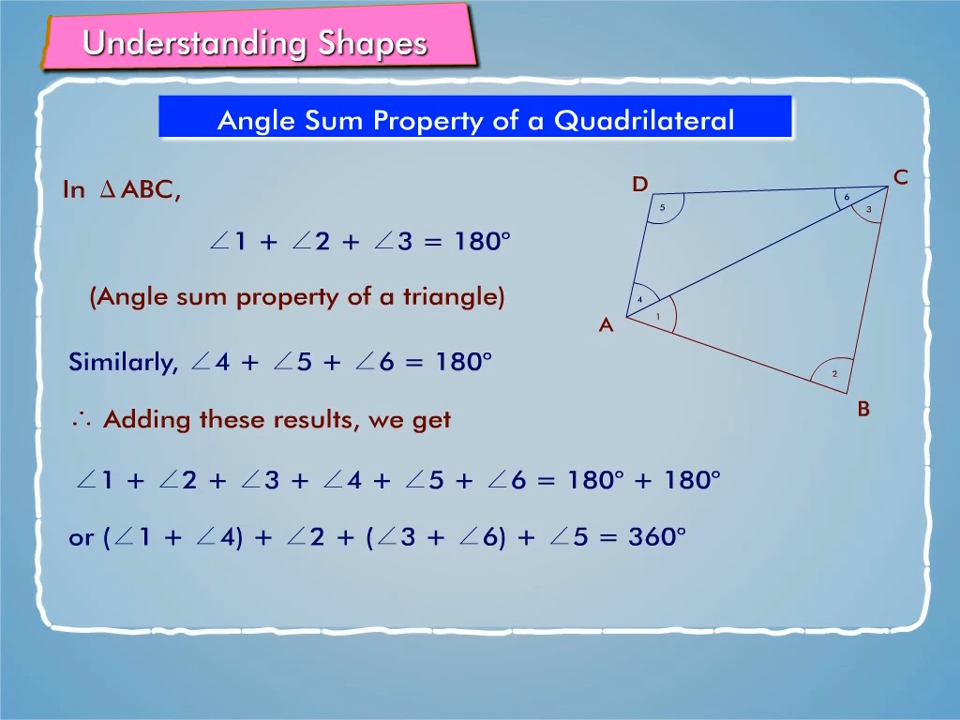 Understanding Shapes
Angle Sum Property of a Quadrilateral
In Δ ABC,
∠1 + ∠2 + ∠3 = 180°
(Angle sum property of a triangle)
Similarly, ∠4 + ∠5 + ∠6 = 180°
∴ Adding these results, we get
∠1 + ∠2 + ∠3 + ∠4 + ∠5 + ∠6 = 180° + 180°
or (∠1 + ∠4) + ∠2 + (∠3 + ∠6) + ∠5 = 360°
D
C
5
6
3
4
1
A
2
B